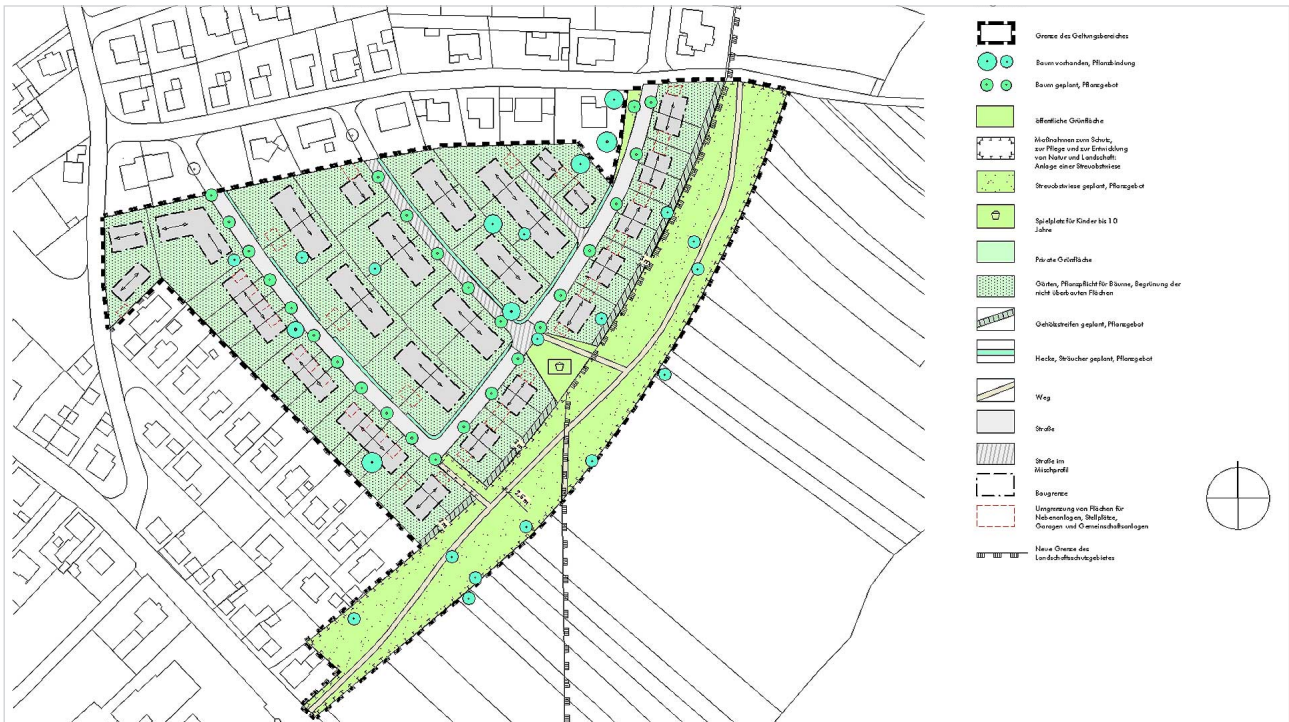 Grenze des Geltungsbereiches
Baum vorhanden, Pflanzbindung
Baum geplant, Pflanzgebot
öffentliche Grünfläche
Maßnahmen zum Schutz,
zur Pflege und zur Entwicklung
von Natur und Landschaft:
Anlage einer Streuobstwiese
Streuobstwiese geplant, Pflanzgebot
Spielplatz für Kinder bis 10
Jahre
Private Grünfläche
Gärten, Pflanzpflicht für Bäume, Begrünung der
nicht überbauten Flächen
Gehölzstreifen geplant, Pflanzgebot
Hecke, Sträucher geplant, Pflanzgebot
Weg
Straße
Straße im
Mischprofil
Baugrenze
Umgrenzung von Flächen für
Nebenanlagen, Stellplätze,
Garagen und Gemeinschaftsanlagen
Neue Grenze des
Landschaftsschutzgebietes